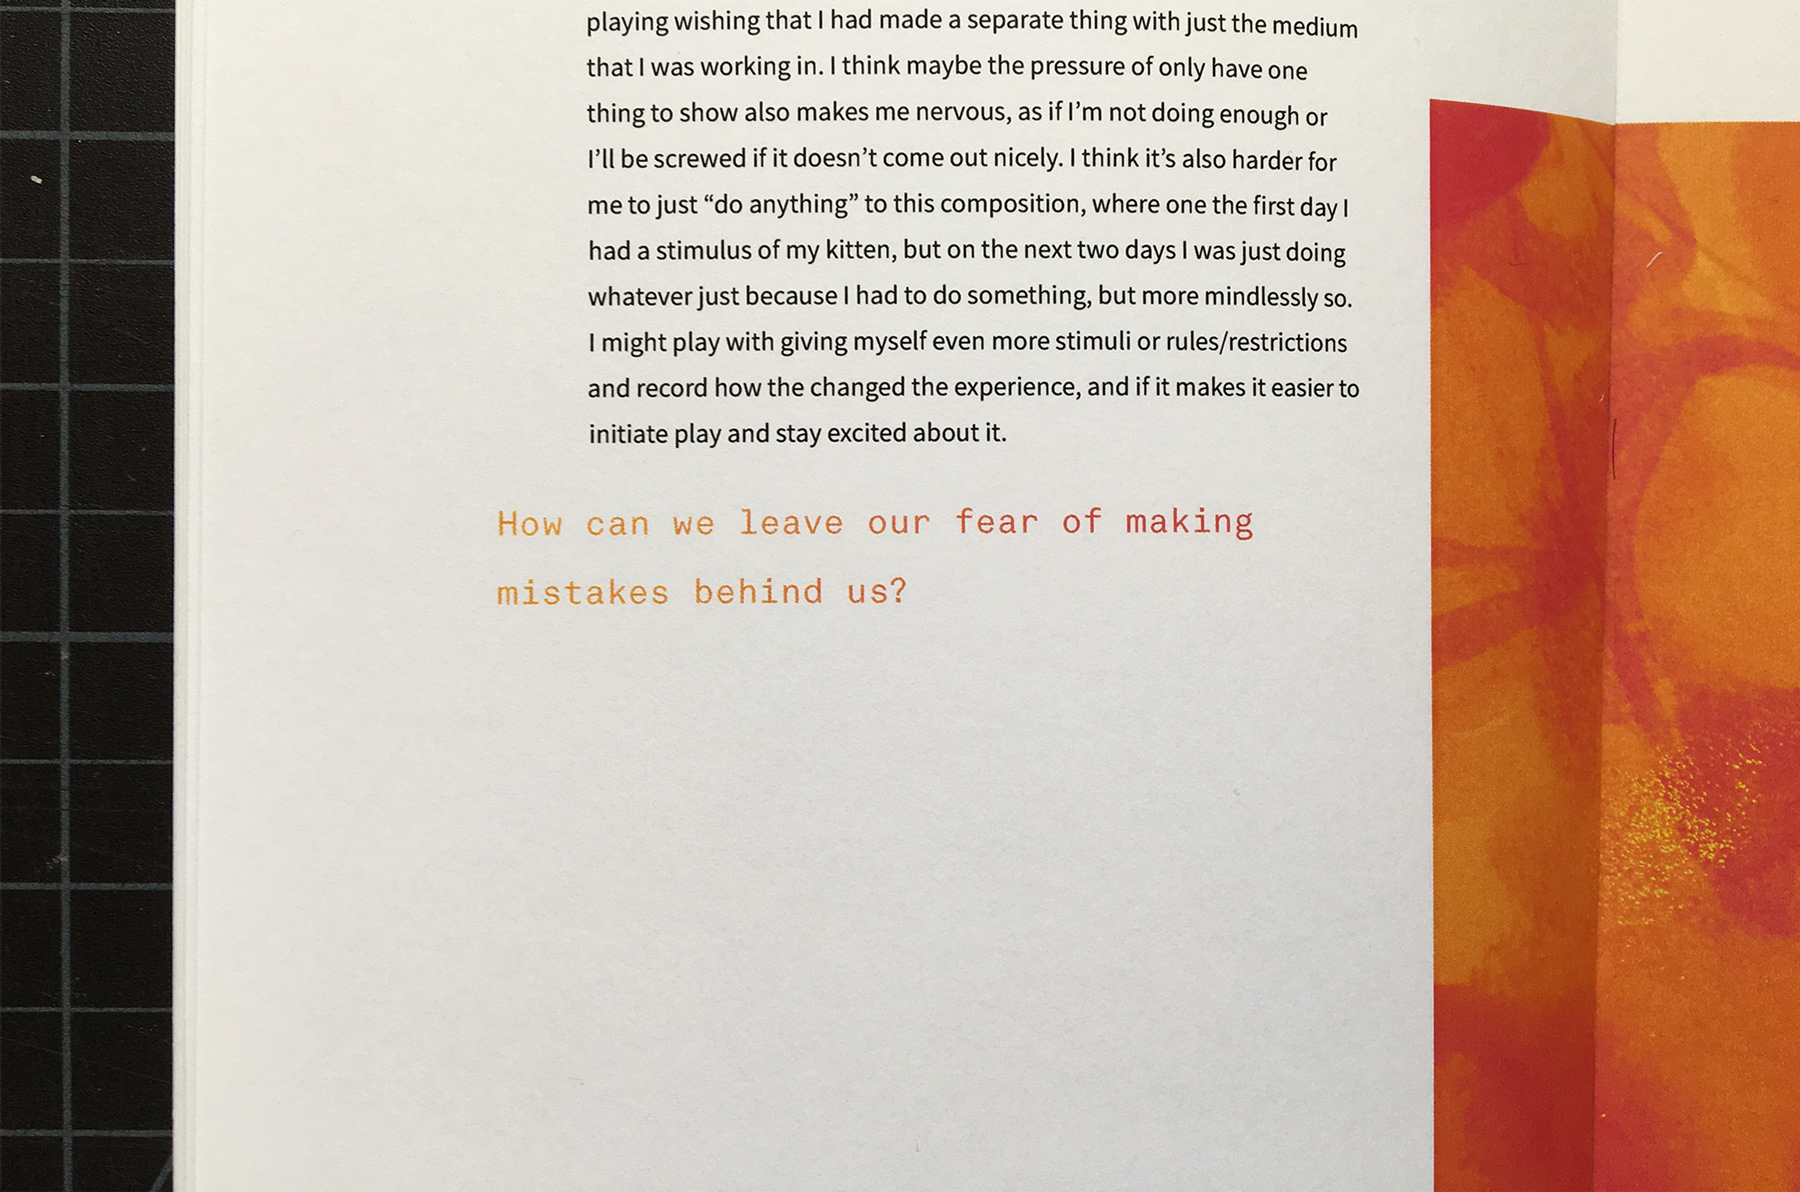 playing wishing that I had made a separate thing with just the medium
that I was working in. I think maybe the pressure of only have one
thing to show also makes me nervous, as if I’m not doing enough or
I’ll be screwed if it doesn’t come out nicely. I think it’s also harder for
me to just “do anything” to this composition, where one the first day I
had a stimulus of my kitten, but on the next two days I was just doing
whatever just because I had to do something, but more mindlessly so.
I might play with giving myself even more stimuli or rules/restrictions
and record how the changed the experience, and if it makes it easier to
initiate play and stay excited about it.
How can we leave our fear of making
mistakes behind us?